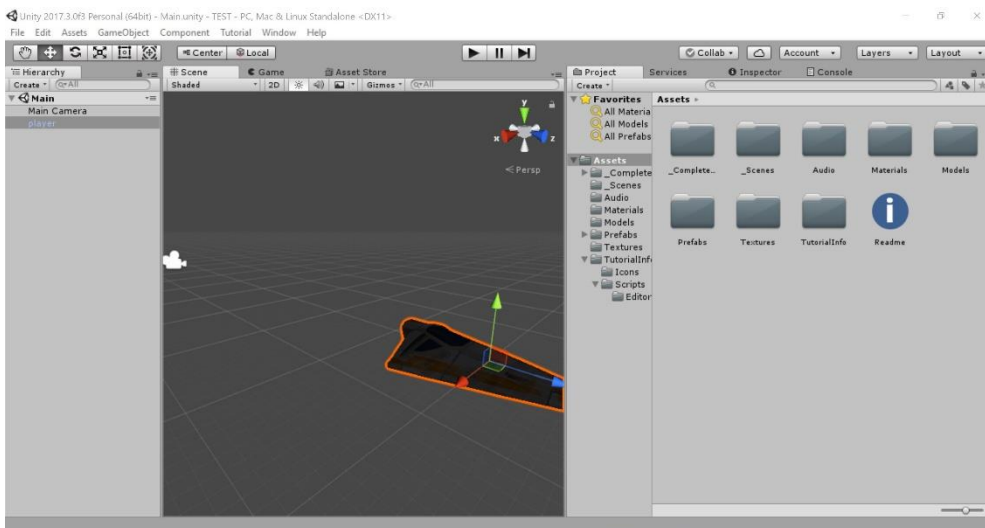 Unity 2017.3.0f3 Personal (64bit) - Main.unity - TEST - PC, Mac & Linux Standalone <DX11>
File Edit Assets GameObject Component Tutorial Window Help
Center Local Collab Account Layers Layout
Hierarchy Scene Game Asset Store Project Services Inspector Console
Create All Shaded 2D Gizmos All Create
Main
Main Camera
player
y
x z
Persp
Favorites
All Materia
All Models
All Prefabs
Assets
_Complete
_Scenes
Audio
Materials
Models
Prefabs
Textures
TutorialInf
Icons
Scripts
Editor
Assets
_Complete... _Scenes Audio Materials Models
Prefabs Textures TutorialInfo Readme